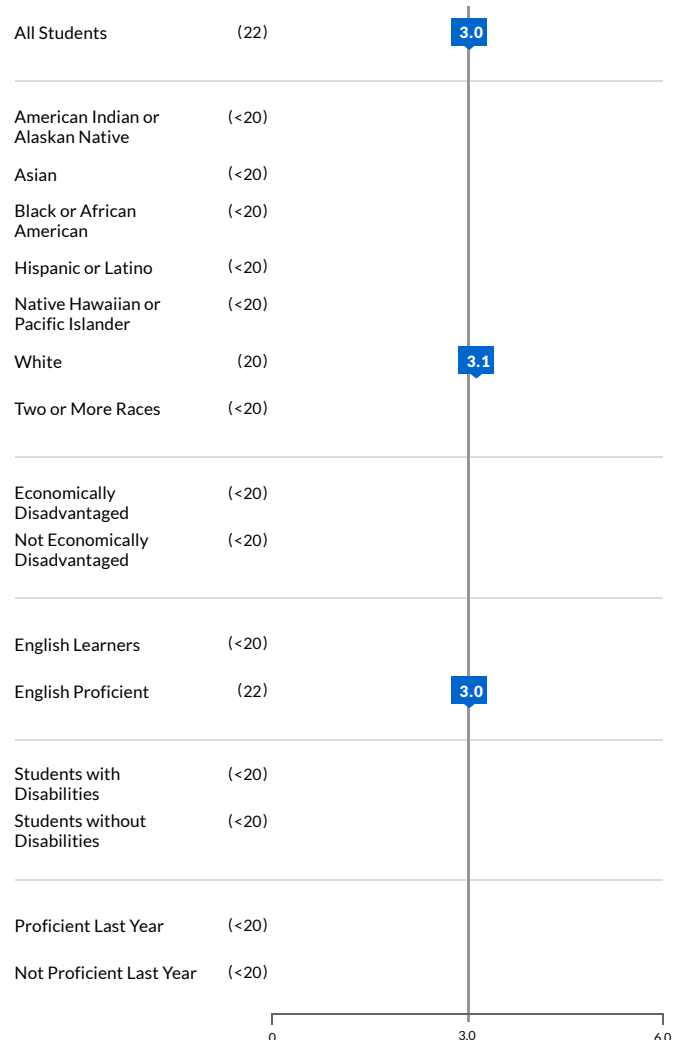 All Students (22) 3.0
American Indian or (<20)
Alaskan Native
Asian (<20)
Black or African (<20)
American
Hispanic or Latino (<20)
Native Hawaiian or (<20)
Pacific Islander
White (20) 3.1
Two or More Races (<20)
Economically (<20)
Disadvantaged
Not Economically (<20)
Disadvantaged
English Learners (<20)
English Proficient (22) 3.0
Students with (<20)
Disabilities
Students without (<20)
Disabilities
Proficient Last Year (<20)
Not Proficient Last Year (<20)
0 3.0 6.0